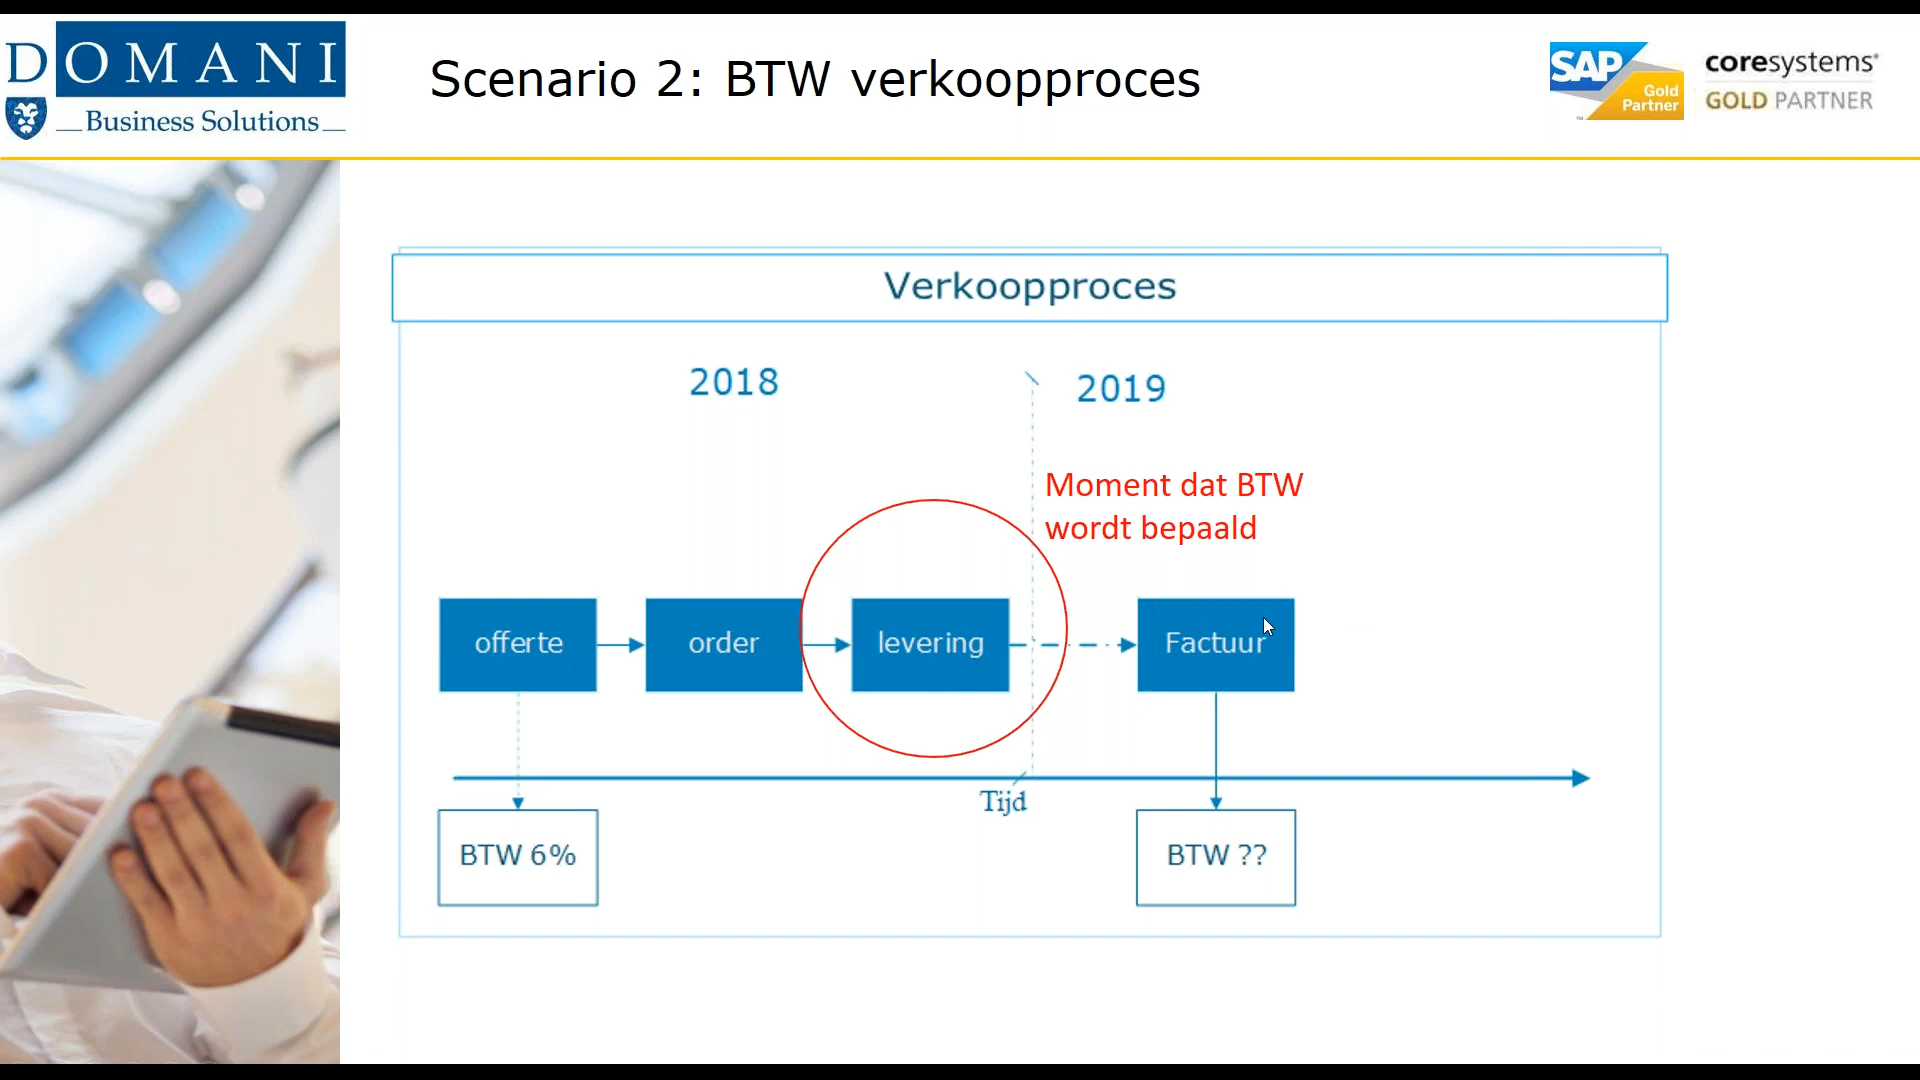 DOMANI
Business Solutions
Scenario 2: BTW verkoopproces
SAP
Gold
Partner
™
coresystems®
GOLD PARTNER
Verkoopproces
2018
2019
Moment dat BTW
wordt bepaald
offerte
order
levering
Factuur
Tijd
BTW 6%
BTW ??